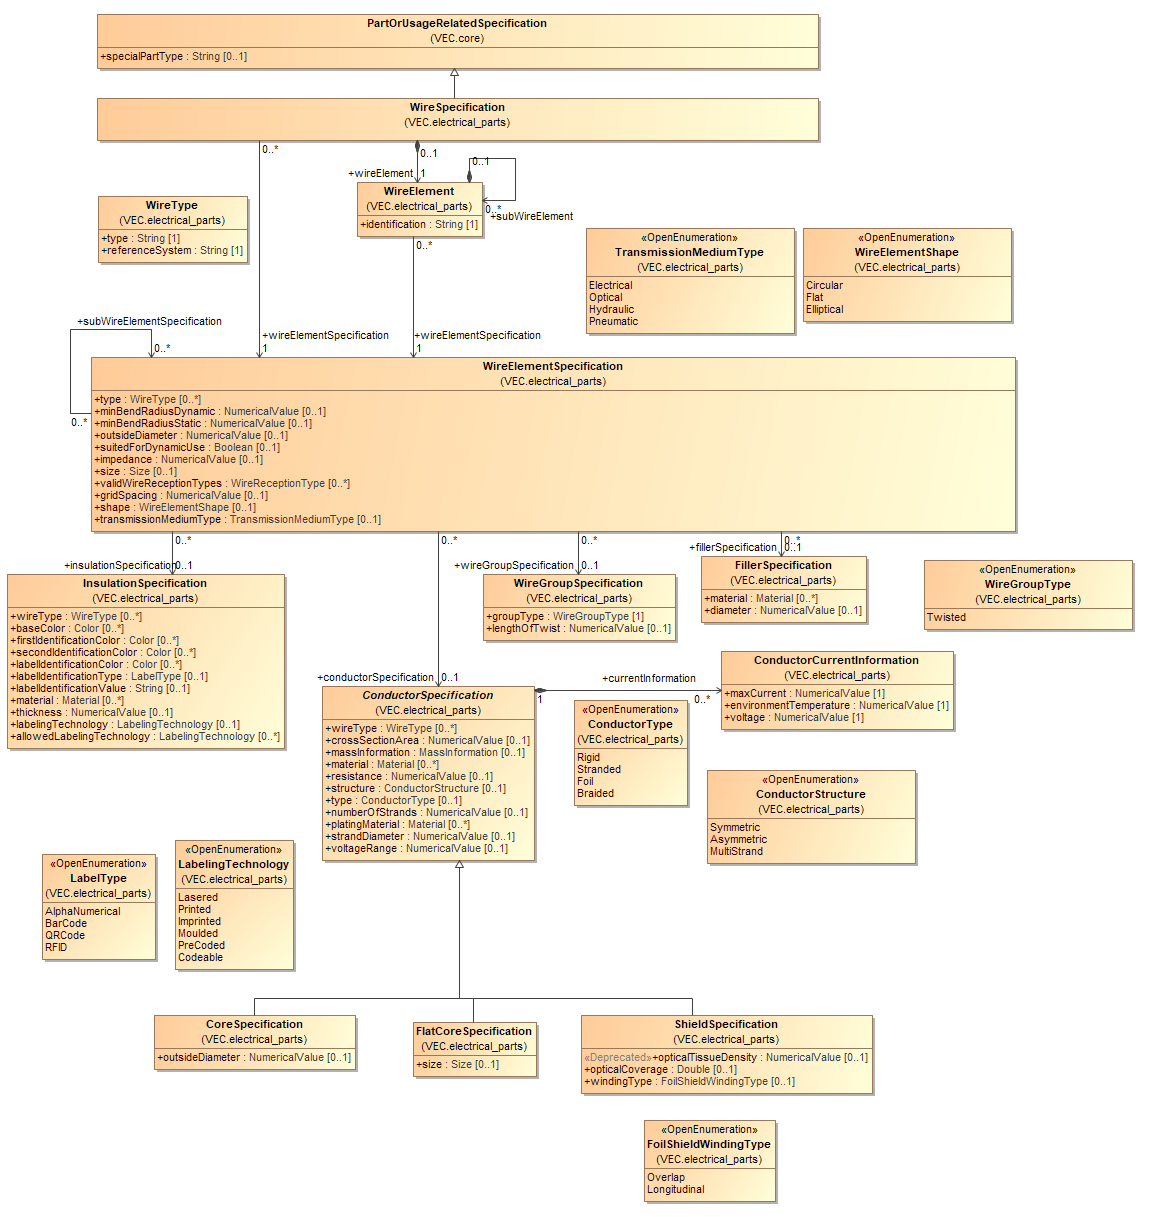 PartOrUsageRelatedSpecification
(VEC.core)
+specialPartType : String [0..1]
WireSpecification
(VEC.electrical_parts)
0..*
0..1
+wireElement
1
0..1
WireElement
(VEC.electrical_parts)
+identification : String [1]
0..*
+subWireElement
0..*
WireType
(VEC.electrical_parts)
+type : String [1]
+referenceSystem : String [1]
«OpenEnumeration»
TransmissionMediumType
(VEC.electrical_parts)
Electrical
Optical
Hydraulic
Pneumatic
«OpenEnumeration»
WireElementShape
(VEC.electrical_parts)
Circular
Flat
Elliptical
+subWireElementSpecification
0..*
0..*
+wireElementSpecification
1
+wireElementSpecification
1
WireElementSpecification
(VEC.electrical_parts)
+type : WireType [0..*]
+minBendRadiusDynamic : NumericalValue [0..1]
+minBendRadiusStatic : NumericalValue [0..1]
+outsideDiameter : NumericalValue [0..1]
+suitedForDynamicUse : Boolean [0..1]
+impedance : NumericalValue [0..1]
+size : Size [0..1]
+validWireReceptionTypes : WireReceptionType [0..*]
+gridSpacing : NumericalValue [0..1]
+shape : WireElementShape [0..1]
+transmissionMediumType : TransmissionMediumType [0..1]
0..*
0..*
0..*
0..*
+insulationSpecification
0..1
+wireGroupSpecification
0..1
+fillerSpecification
0..1
InsulationSpecification
(VEC.electrical_parts)
+wireType : WireType [0..*]
+baseColor : Color [0..*]
+firstIdentificationColor : Color [0..*]
+secondIdentificationColor : Color [0..*]
+labelIdentificationColor : Color [0..*]
+labelIdentificationType : LabelType [0..1]
+labelIdentificationValue : String [0..1]
+material : Material [0..*]
+thickness : NumericalValue [0..1]
+labelingTechnology : LabelingTechnology [0..1]
+allowedLabelingTechnology : LabelingTechnology [0..*]
WireGroupSpecification
(VEC.electrical_parts)
+groupType : WireGroupType [1]
+lengthOfTwist : NumericalValue [0..1]
FillerSpecification
(VEC.electrical_parts)
+material : Material [0..*]
+diameter : NumericalValue [0..1]
«OpenEnumeration»
WireGroupType
(VEC.electrical_parts)
Twisted
+conductorSpecification
0..1
ConductorSpecification
(VEC.electrical_parts)
+wireType : WireType [0..*]
+crossSectionArea : NumericalValue [0..1]
+massInformation : MassInformation [0..1]
+material : Material [0..*]
+resistance : NumericalValue [0..1]
+structure : ConductorStructure [0..1]
+type : ConductorType [0..1]
+numberOfStrands : NumericalValue [0..1]
+platingMaterial : Material [0..*]
+strandDiameter : NumericalValue [0..1]
+voltageRange : NumericalValue [0..1]
1
+currentInformation
0..*
ConductorCurrentInformation
(VEC.electrical_parts)
+maxCurrent : NumericalValue [1]
+environmentTemperature : NumericalValue [1]
+voltage : NumericalValue [1]
«OpenEnumeration»
ConductorType
(VEC.electrical_parts)
Rigid
Stranded
Foil
Braided
«OpenEnumeration»
ConductorStructure
(VEC.electrical_parts)
Symmetric
Asymmetric
MultiStrand
«OpenEnumeration»
LabelType
(VEC.electrical_parts)
AlphaNumerical
BarCode
QRCode
RFID
«OpenEnumeration»
LabelingTechnology
(VEC.electrical_parts)
Lasered
Printed
Imprinted
Moulded
PreCoded
Codeable
CoreSpecification
(VEC.electrical_parts)
+outsideDiameter : NumericalValue [0..1]
FlatCoreSpecification
(VEC.electrical_parts)
+size : Size [0..1]
ShieldSpecification
(VEC.electrical_parts)
«Deprecated»+opticalTissueDensity : NumericalValue [0..1]
+opticalCoverage : Double [0..1]
+windingType : FoilShieldWindingType [0..1]
«OpenEnumeration»
FoilShieldWindingType
(VEC.electrical_parts)
Overlap
Longitudinal